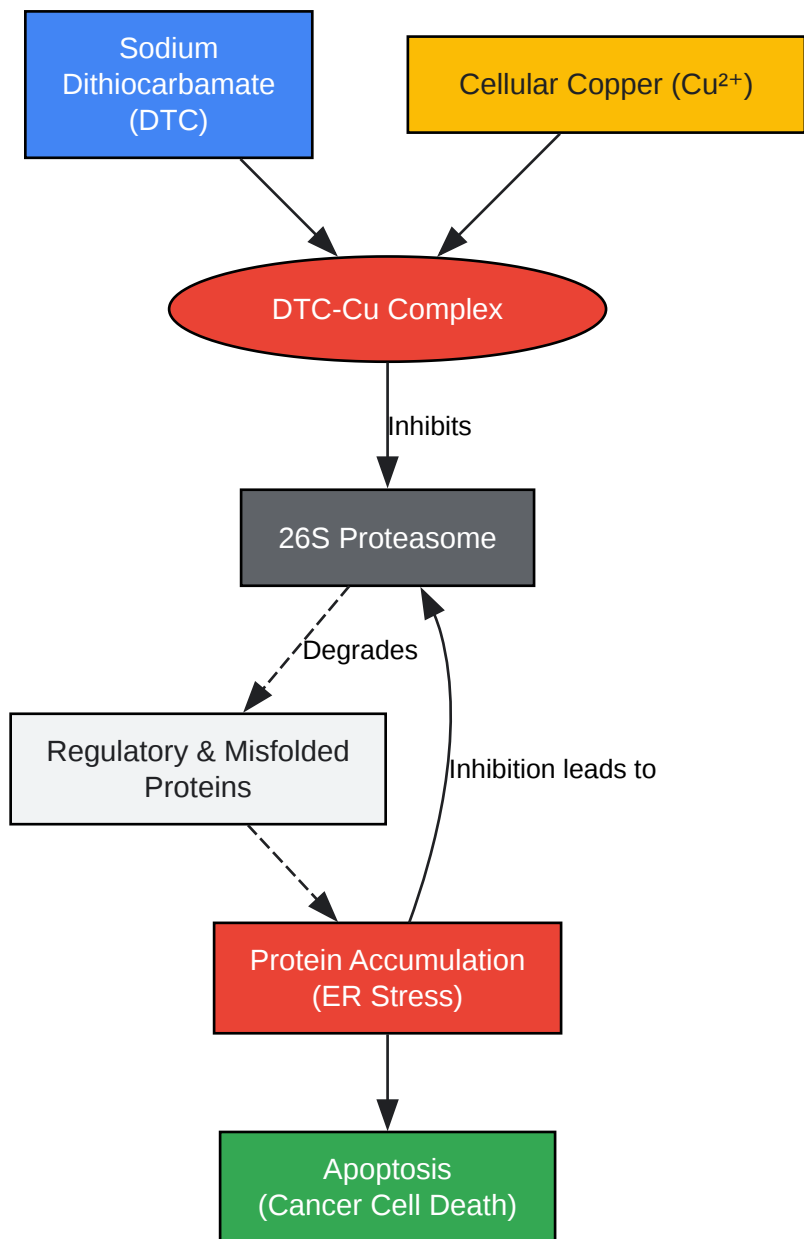 Sodium
Dithiocarbamate
(DTC)
Cellular Copper (Cu²⁺)
DTC-Cu Complex
Inhibits
26S Proteasome
Degrades
Regulatory & Misfolded
Proteins
Inhibition leads to
Protein Accumulation
(ER Stress)
Apoptosis
(Cancer Cell Death)